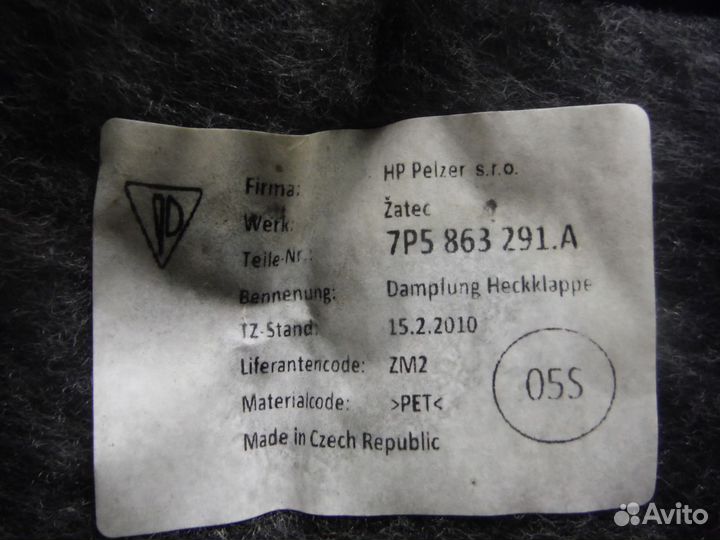 Firma: HP Pelzer s.r.o.
Werk: Žatec
Teile-Nr.: 7P5 863 291.A
Bennenung: Dampfung Heckklappe
TZ-Stand: 15.2.2010
Liferantencode: ZM2
Materialcode: >PET<
Made in Czech Republic
05S
Avito